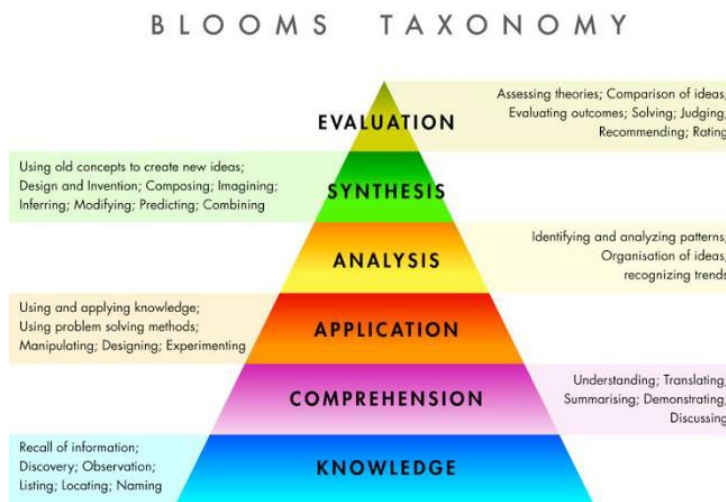 BLOOMS TAXONOMY
EVALUATION
Assessing theories; Comparison of ideas;
Evaluating outcomes; Solving; Judging;
Recommending; Rating
Using old concepts to create new ideas;
Design and Invention; Composing; Imagining;
Inferring; Modifying; Predicting; Combining
SYNTHESIS
ANALYSIS
Identifying and analyzing patterns;
Organisation of ideas;
recognizing trends
Using and applying knowledge;
Using problem solving methods;
Manipulating; Designing; Experimenting
APPLICATION
COMPREHENSION
Understanding; Translating;
Summarising; Demonstrating;
Discussing
Recall of information;
Discovery; Observation;
Listing; Locating; Naming
KNOWLEDGE